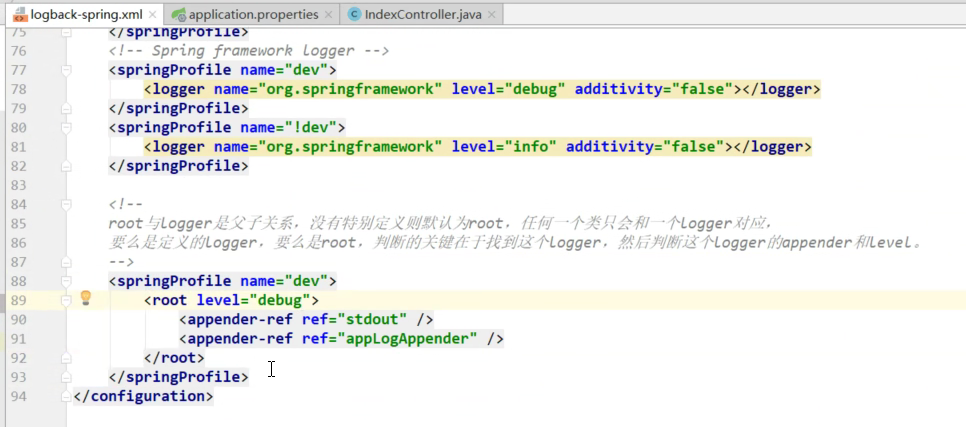 logback-spring.xml × application.properties × IndexController.java ×
75 </springProfile>
76 <!-- Spring framework logger -->
77 <springProfile name="dev">
78 <logger name="org.springframework" level="debug" additivity="false"></logger>
79 </springProfile>
80 <springProfile name="!dev">
81 <logger name="org.springframework" level="info" additivity="false"></logger>
82 </springProfile>
83
84 <!--
85 root与logger是父子关系，没有特别定义则默认为root，任何一个类只会和一个logger对应，
86 要么是定义的logger，要么是root，判断的关键在于找到这个logger，然后判断这个logger的appender和level。
87 -->
88 <springProfile name="dev">
89 <root level="debug">
90 <appender-ref ref="stdout" />
91 <appender-ref ref="appLogAppender" />
92 </root>
93 </springProfile>
94 </configuration>